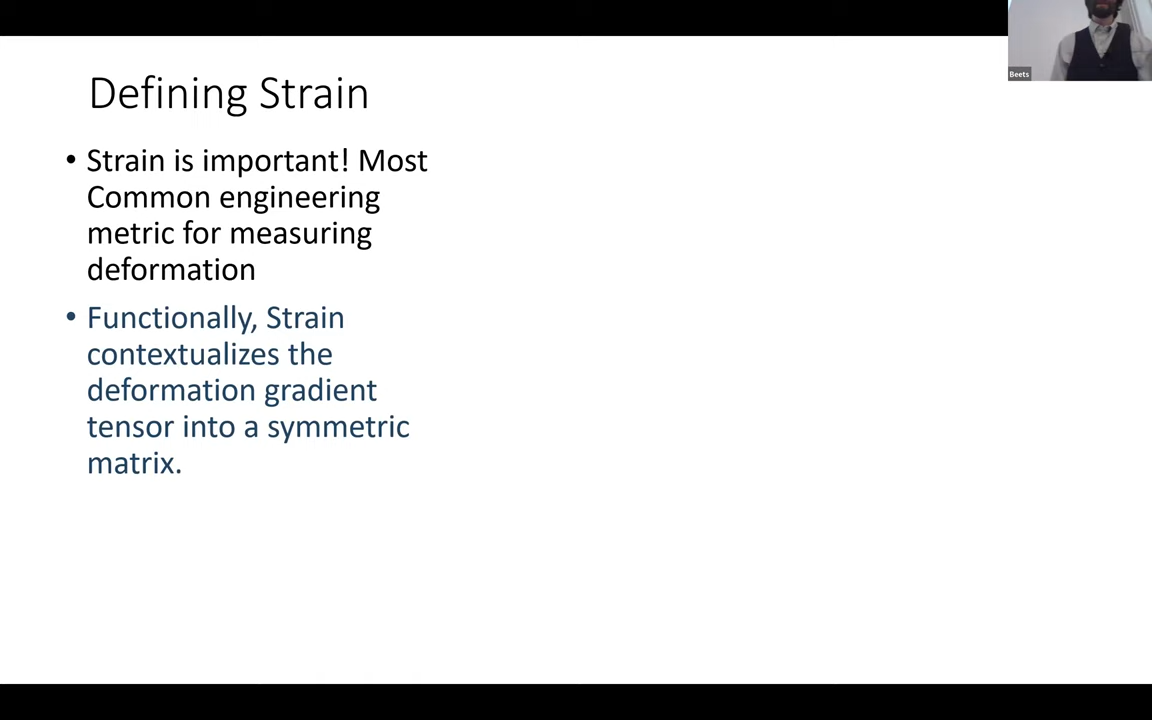 Defining Strain
• Strain is important! Most
Common engineering
metric for measuring
deformation
• Functionally, Strain
contextualizes the
deformation gradient
tensor into a symmetric
matrix.
Beets